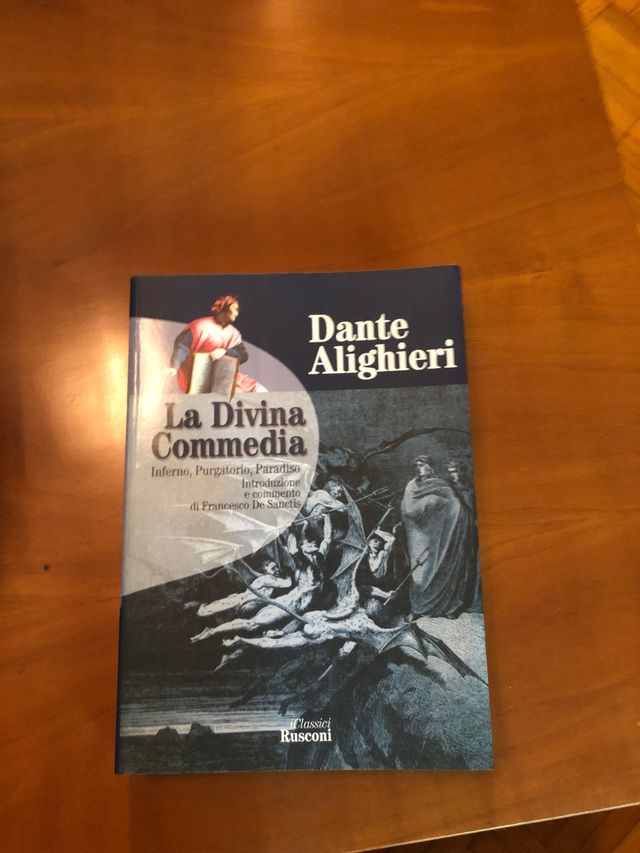 Dante
Alighieri
La Divina
Commedia
Inferno, Purgatorio, Paradiso
Introduzione
e commento
di Francesco De Sanctis
iClassici
Rusconi